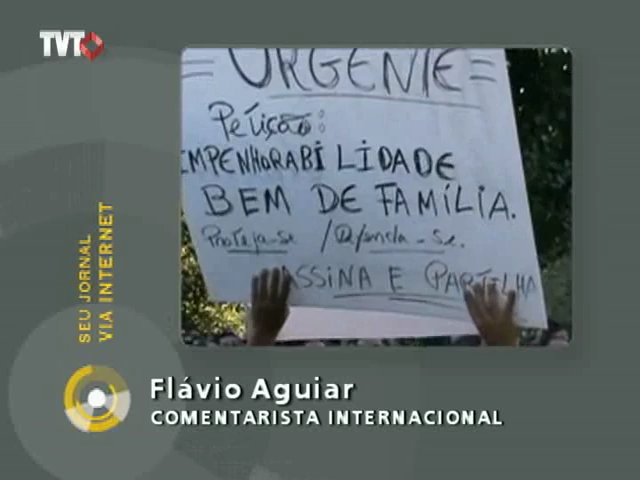 TVT
= URGENTE =
Petição:
IMPENHORABILIDADE
BEM DE FAMÍLIA.
Proteja-se / Defenda-se.
ASSINA E PARTILHA
SEU JORNAL
VIA INTERNET
Flávio Aguiar
COMENTARISTA INTERNACIONAL